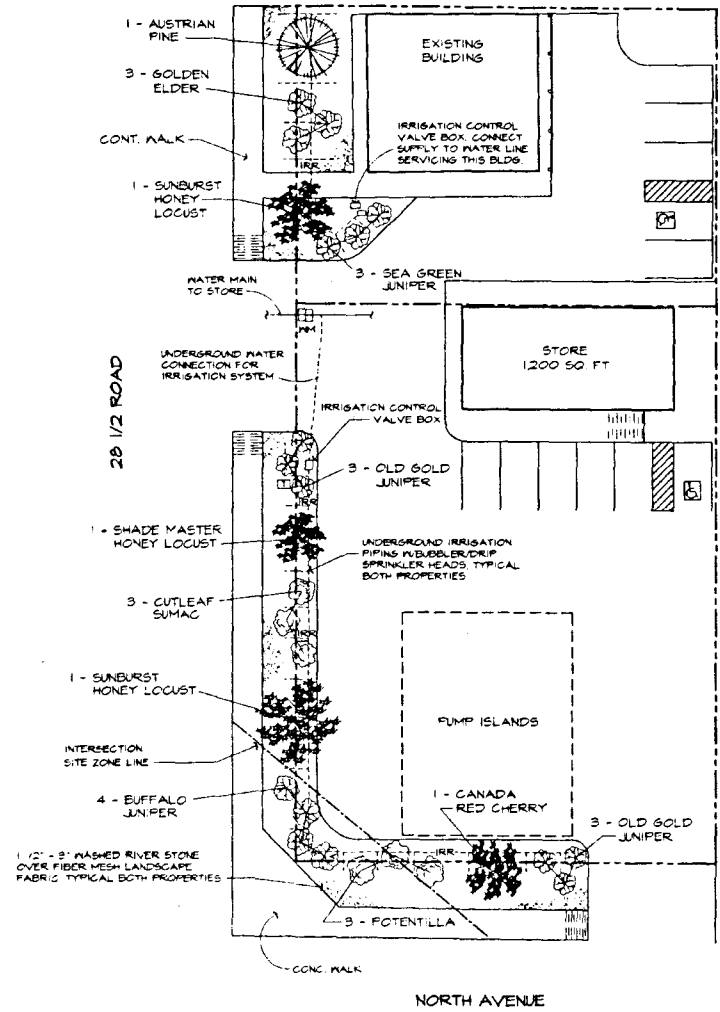 1 - AUSTRIAN
PINE
EXISTING
BUILDING
3 - GOLDEN
ELDER
IRRIGATION CONTROL
VALVE BOX. CONNECT
SUPPLY TO WATER LINE
SERVICING THIS BLDG.
CONT. WALK
IRR
1 - SUNBURST
HONEY
LOCUST
3 - SEA GREEN
JUNIPER
WATER MAIN
TO STORE
WM
STORE
1,200 SQ. FT
UNDERGROUND WATER
CONNECTION FOR
IRRIGATION SYSTEM
28 1/2 ROAD
IRRIGATION CONTROL
VALVE BOX
3 - OLD GOLD
JUNIPER
T
IRR
1 - SHADE MASTER
HONEY LOCUST
UNDERGROUND IRRIGATION
PIPING W/BUBBLER/DRIP
SPRINKLER HEADS, TYPICAL
BOTH PROPERTIES
3 - CUTLEAF
SUMAC
1 - SUNBURST
HONEY LOCUST
PUMP ISLANDS
INTERSECTION
SITE ZONE LINE
4 - BUFFALO
JUNIPER
1 - CANADA
RED CHERRY
3 - OLD GOLD
JUNIPER
IRR
1 1/2" - 3" WASHED RIVER STONE
OVER FIBER MESH LANDSCAPE
FABRIC TYPICAL BOTH PROPERTIES
3 - POTENTILLA
CONC. WALK
NORTH AVENUE